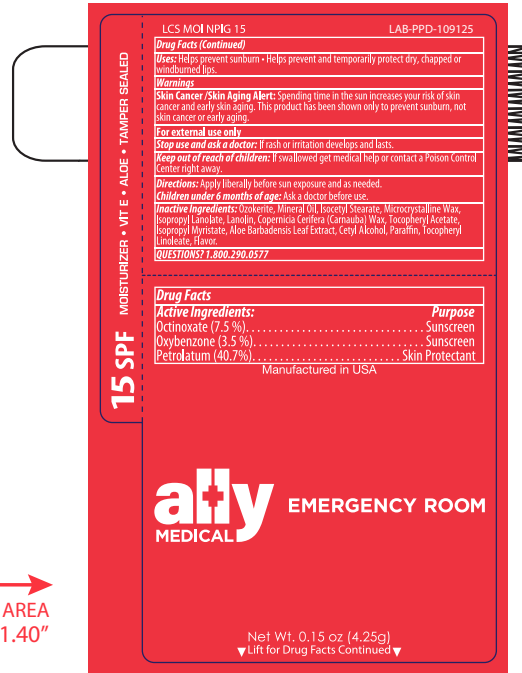 LCS MOI NPIG 15 LAB-PPD-109125
Drug Facts (Continued)
Uses: Helps prevent sunburn • Helps prevent and temporarily protect dry, chapped or
windburned lips.
Warnings
Skin Cancer /Skin Aging Alert: Spending time in the sun increases your risk of skin
cancer and early skin aging. This product has been shown only to prevent sunburn, not
skin cancer or early aging.
For external use only
Stop use and ask a doctor: If rash or irritation develops and lasts.
Keep out of reach of children: If swallowed get medical help or contact a Poison Control
Center right away.
Directions: Apply liberally before sun exposure and as needed.
Children under 6 months of age: Ask a doctor before use.
Inactive Ingredients: Ozokerite, Mineral Oil, Isocetyl Stearate, Microcrystalline Wax,
Isopropyl Lanolate, Lanolin, Copernicia Cerifera (Carnauba) Wax, Tocopheryl Acetate,
Isopropyl Myristate, Aloe Barbadensis Leaf Extract, Cetyl Alcohol, Paraffin, Tocopheryl
Linoleate, Flavor.
QUESTIONS? 1.800.290.0577
15 SPF MOISTURIZER • VIT E • ALOE • TAMPER SEALED
Drug Facts
Active Ingredients: Purpose
Octinoxate (7.5 %)............................Sunscreen
Oxybenzone (3.5 %)...........................Sunscreen
Petrolatum (40.7%)........................Skin Protectant
Manufactured in USA
ally
MEDICAL
EMERGENCY ROOM
AREA
1.40"
Net Wt. 0.15 oz (4.25g)
▼Lift for Drug Facts Continued▼